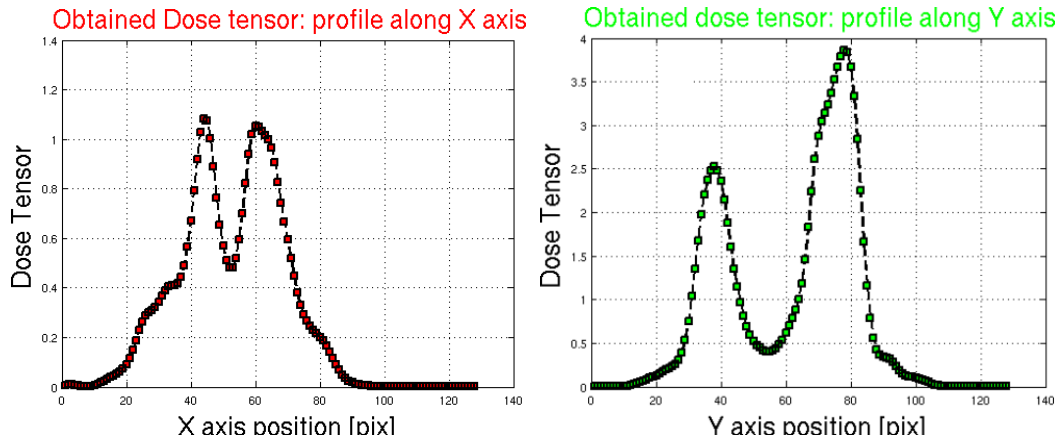 Obtained Dose tensor: profile along X axis
1.4
1.2
1
0.8
0.6
0.4
0.2
0
Dose Tensor
0 20 40 60 80 100 120 140
X axis position [pix]
Obtained dose tensor: profile along Y axis
4
3.5
3
2.5
2
1.5
1
0.5
0
Dose Tensor
0 20 40 60 80 100 120 140
Y axis position [pix]